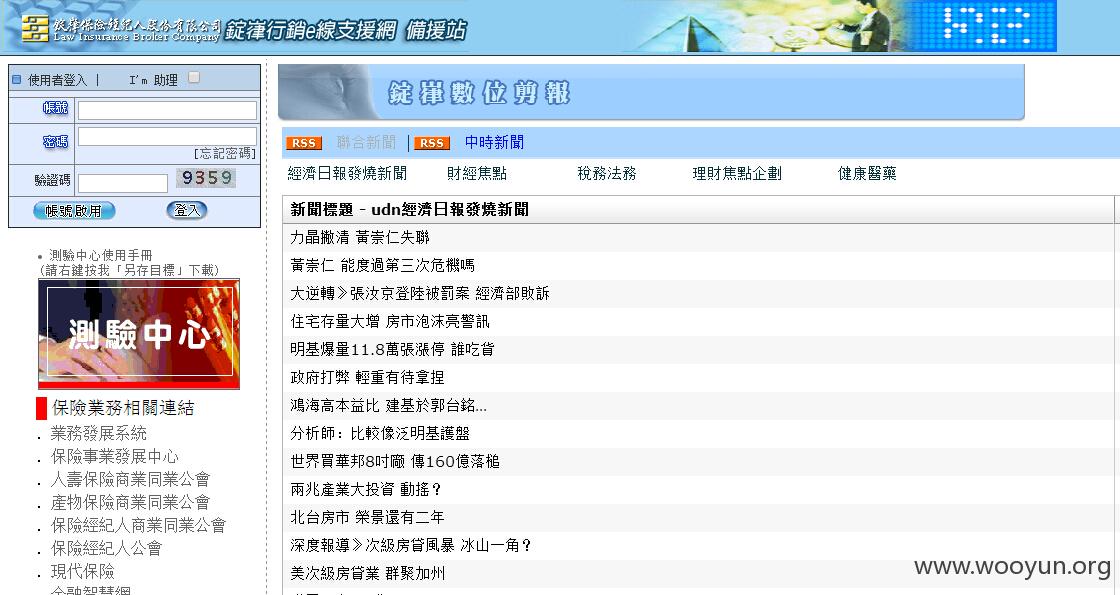 錠嵂保險經紀人股份有限公司
Law Insurance Broker Company
錠嵂行銷e線支援網 備援站
使用者登入 | I'm 助理
帳號
密碼
[忘記密碼]
驗證碼 9359
帳號啟用 登入
• 測驗中心使用手冊
(請右鍵按我「另存目標」下載)
測驗中心
保險業務相關連結
業務發展系統
保險事業發展中心
人壽保險商業同業公會
產物保險商業同業公會
保險經紀人商業同業公會
保險經紀人公會
現代保險
金融智慧網
錠嵂數位剪報
RSS 聯合新聞 | RSS 中時新聞
經濟日報發燒新聞 財經焦點 稅務法務 理財焦點企劃 健康醫藥
新聞標題 - udn經濟日報發燒新聞
力晶撇清 黃崇仁失聯
黃崇仁 能度過第三次危機嗎
大逆轉》張汝京登陸被罰案 經濟部敗訴
住宅存量大增 房市泡沫亮警訊
明基爆量11.8萬張漲停 誰吃貨
政府打弊 輕重有待拿捏
鴻海高本益比 建基於郭台銘...
分析師：比較像泛明基護盤
世界買華邦8吋廠 傳160億落槌
兩兆產業大投資 動搖？
北台房市 榮景還有二年
深度報導》次級房貸風暴 冰山一角？
美次級房貸業 群聚加州
www.wooyun.org